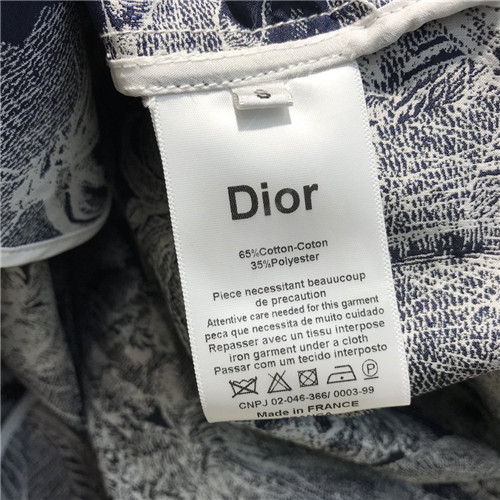 Dior
65%Cotton-Coton
35%Polyester
Piece necessitant beaucoup
de precaution
Attentive care needed for this garment
peca que necessita de muito cuidado
Repasser avec un tissu interpose
iron garment under a cloth
Passar com um tecido interposto
P
CNPJ 02-046-366/ 0003-99
Made in FRANCE